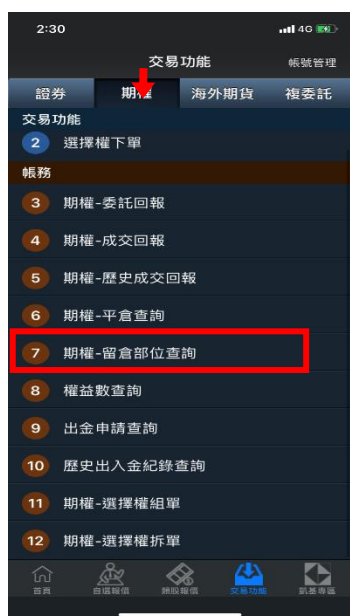 2:30 4G
交易功能 帳號管理
證券 期權 海外期貨 複委託
交易功能
2 選擇權下單
帳務
3 期權-委託回報
4 期權-成交回報
5 期權-歷史成交回報
6 期權-平倉查詢
7 期權-留倉部位查詢
8 權益數查詢
9 出金申請查詢
10 歷史出入金紀錄查詢
11 期權-選擇權組單
12 期權-選擇權拆單
首頁 自選報價 類股報價 交易功能 凱基專區